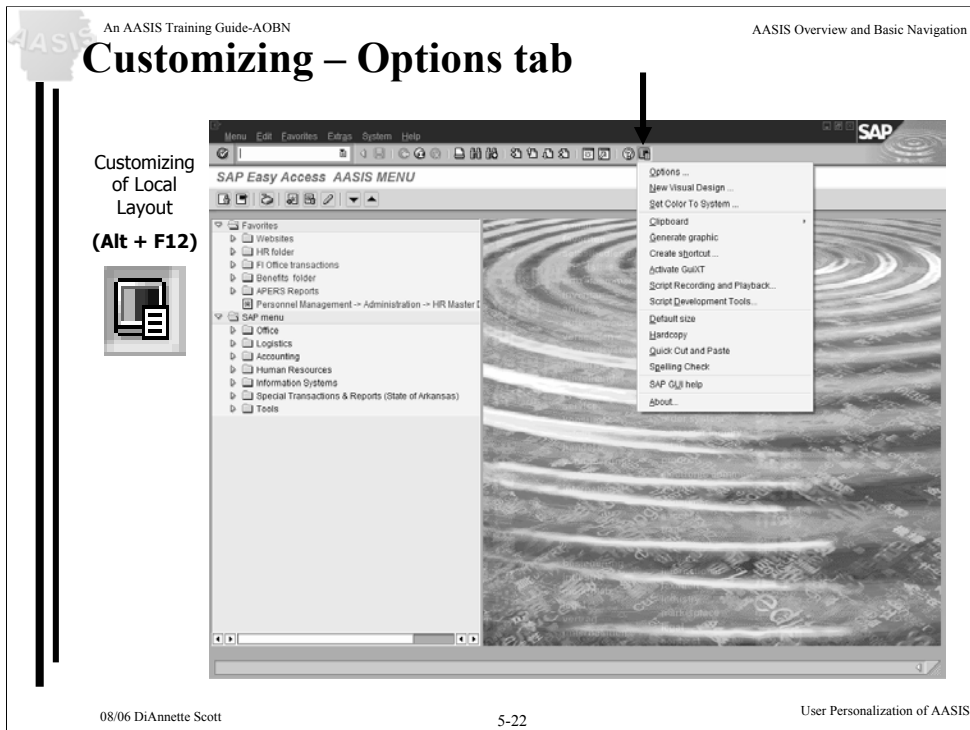 An AASIS Training Guide-AOBN
AASIS Overview and Basic Navigation
AASIS
Customizing – Options tab
Customizing
of Local
Layout
(Alt + F12)
Menu Edit Favorites Extras System Help
SAP
SAP Easy Access AASIS MENU
Favorites
Websites
HR folder
FI Office transactions
Benefits folder
APERS Reports
Personnel Management -> Administration -> HR Master D
SAP menu
Office
Logistics
Accounting
Human Resources
Information Systems
Special Transactions & Reports (State of Arkansas)
Tools
Options ...
New Visual Design ...
Set Color To System ...
Clipboard
Generate graphic
Create shortcut ...
Activate GuiXT
Script Recording and Playback...
Script Development Tools...
Default size
Hardcopy
Quick Cut and Paste
Spelling Check
SAP GUI help
About...
08/06 DiAnnette Scott
5-22
User Personalization of AASIS